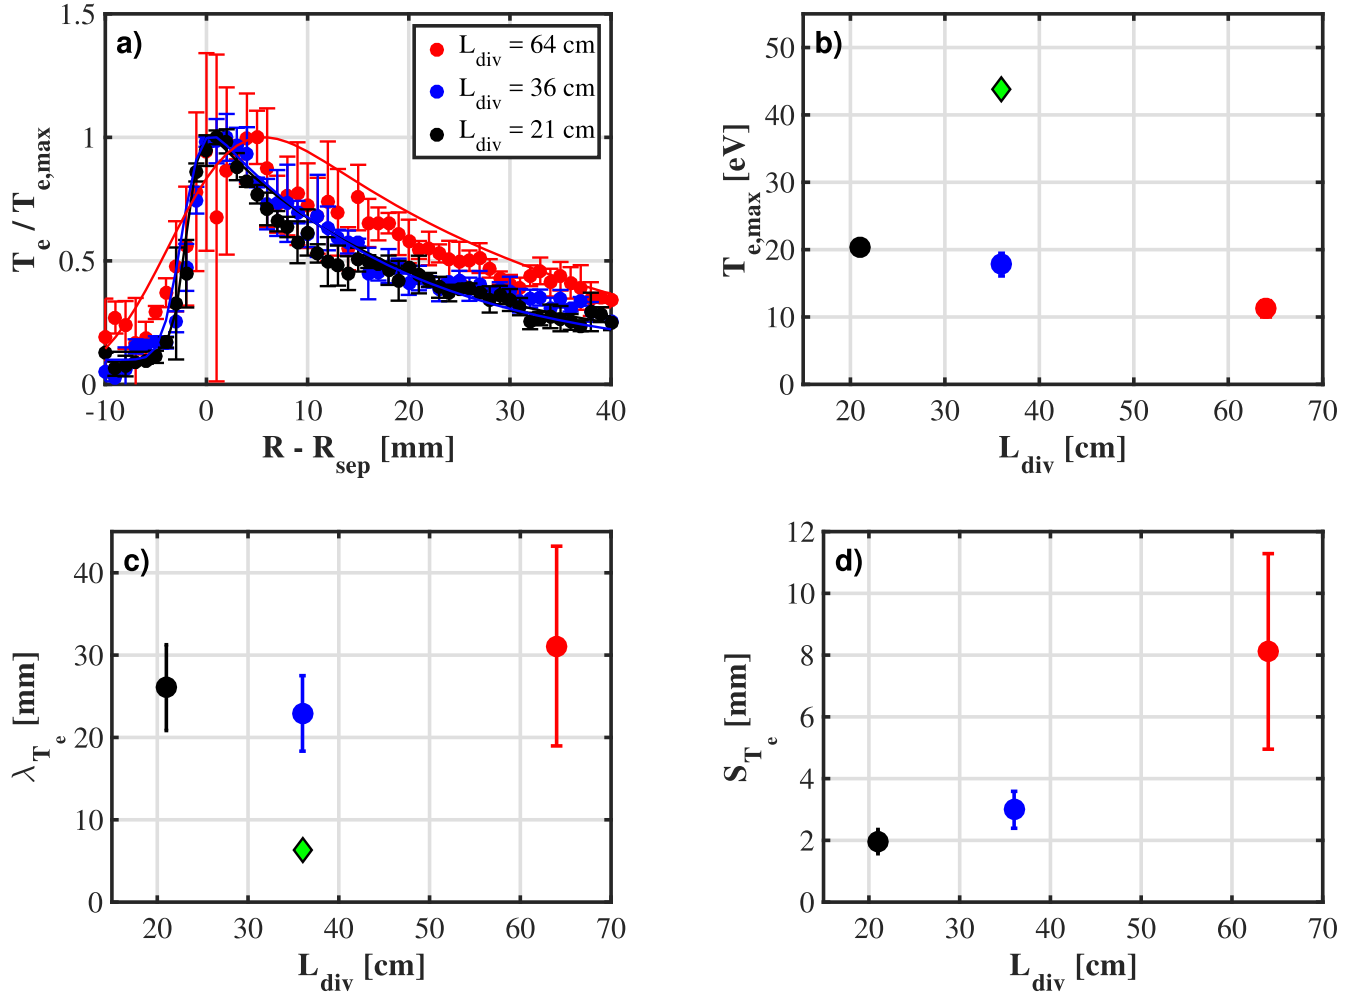 a)
1.5
1
0.5
0
-10 0 10 20 30 40
T_e / T_e,max
R - R_sep [mm]
L_div = 64 cm
L_div = 36 cm
L_div = 21 cm
b)
50
40
30
20
10
0
20 30 40 50 60 70
T_e,max [eV]
L_div [cm]
c)
40
30
20
10
0
20 30 40 50 60 70
λ_T_e [mm]
L_div [cm]
d)
12
10
8
6
4
2
0
20 30 40 50 60 70
S_T_e [mm]
L_div [cm]